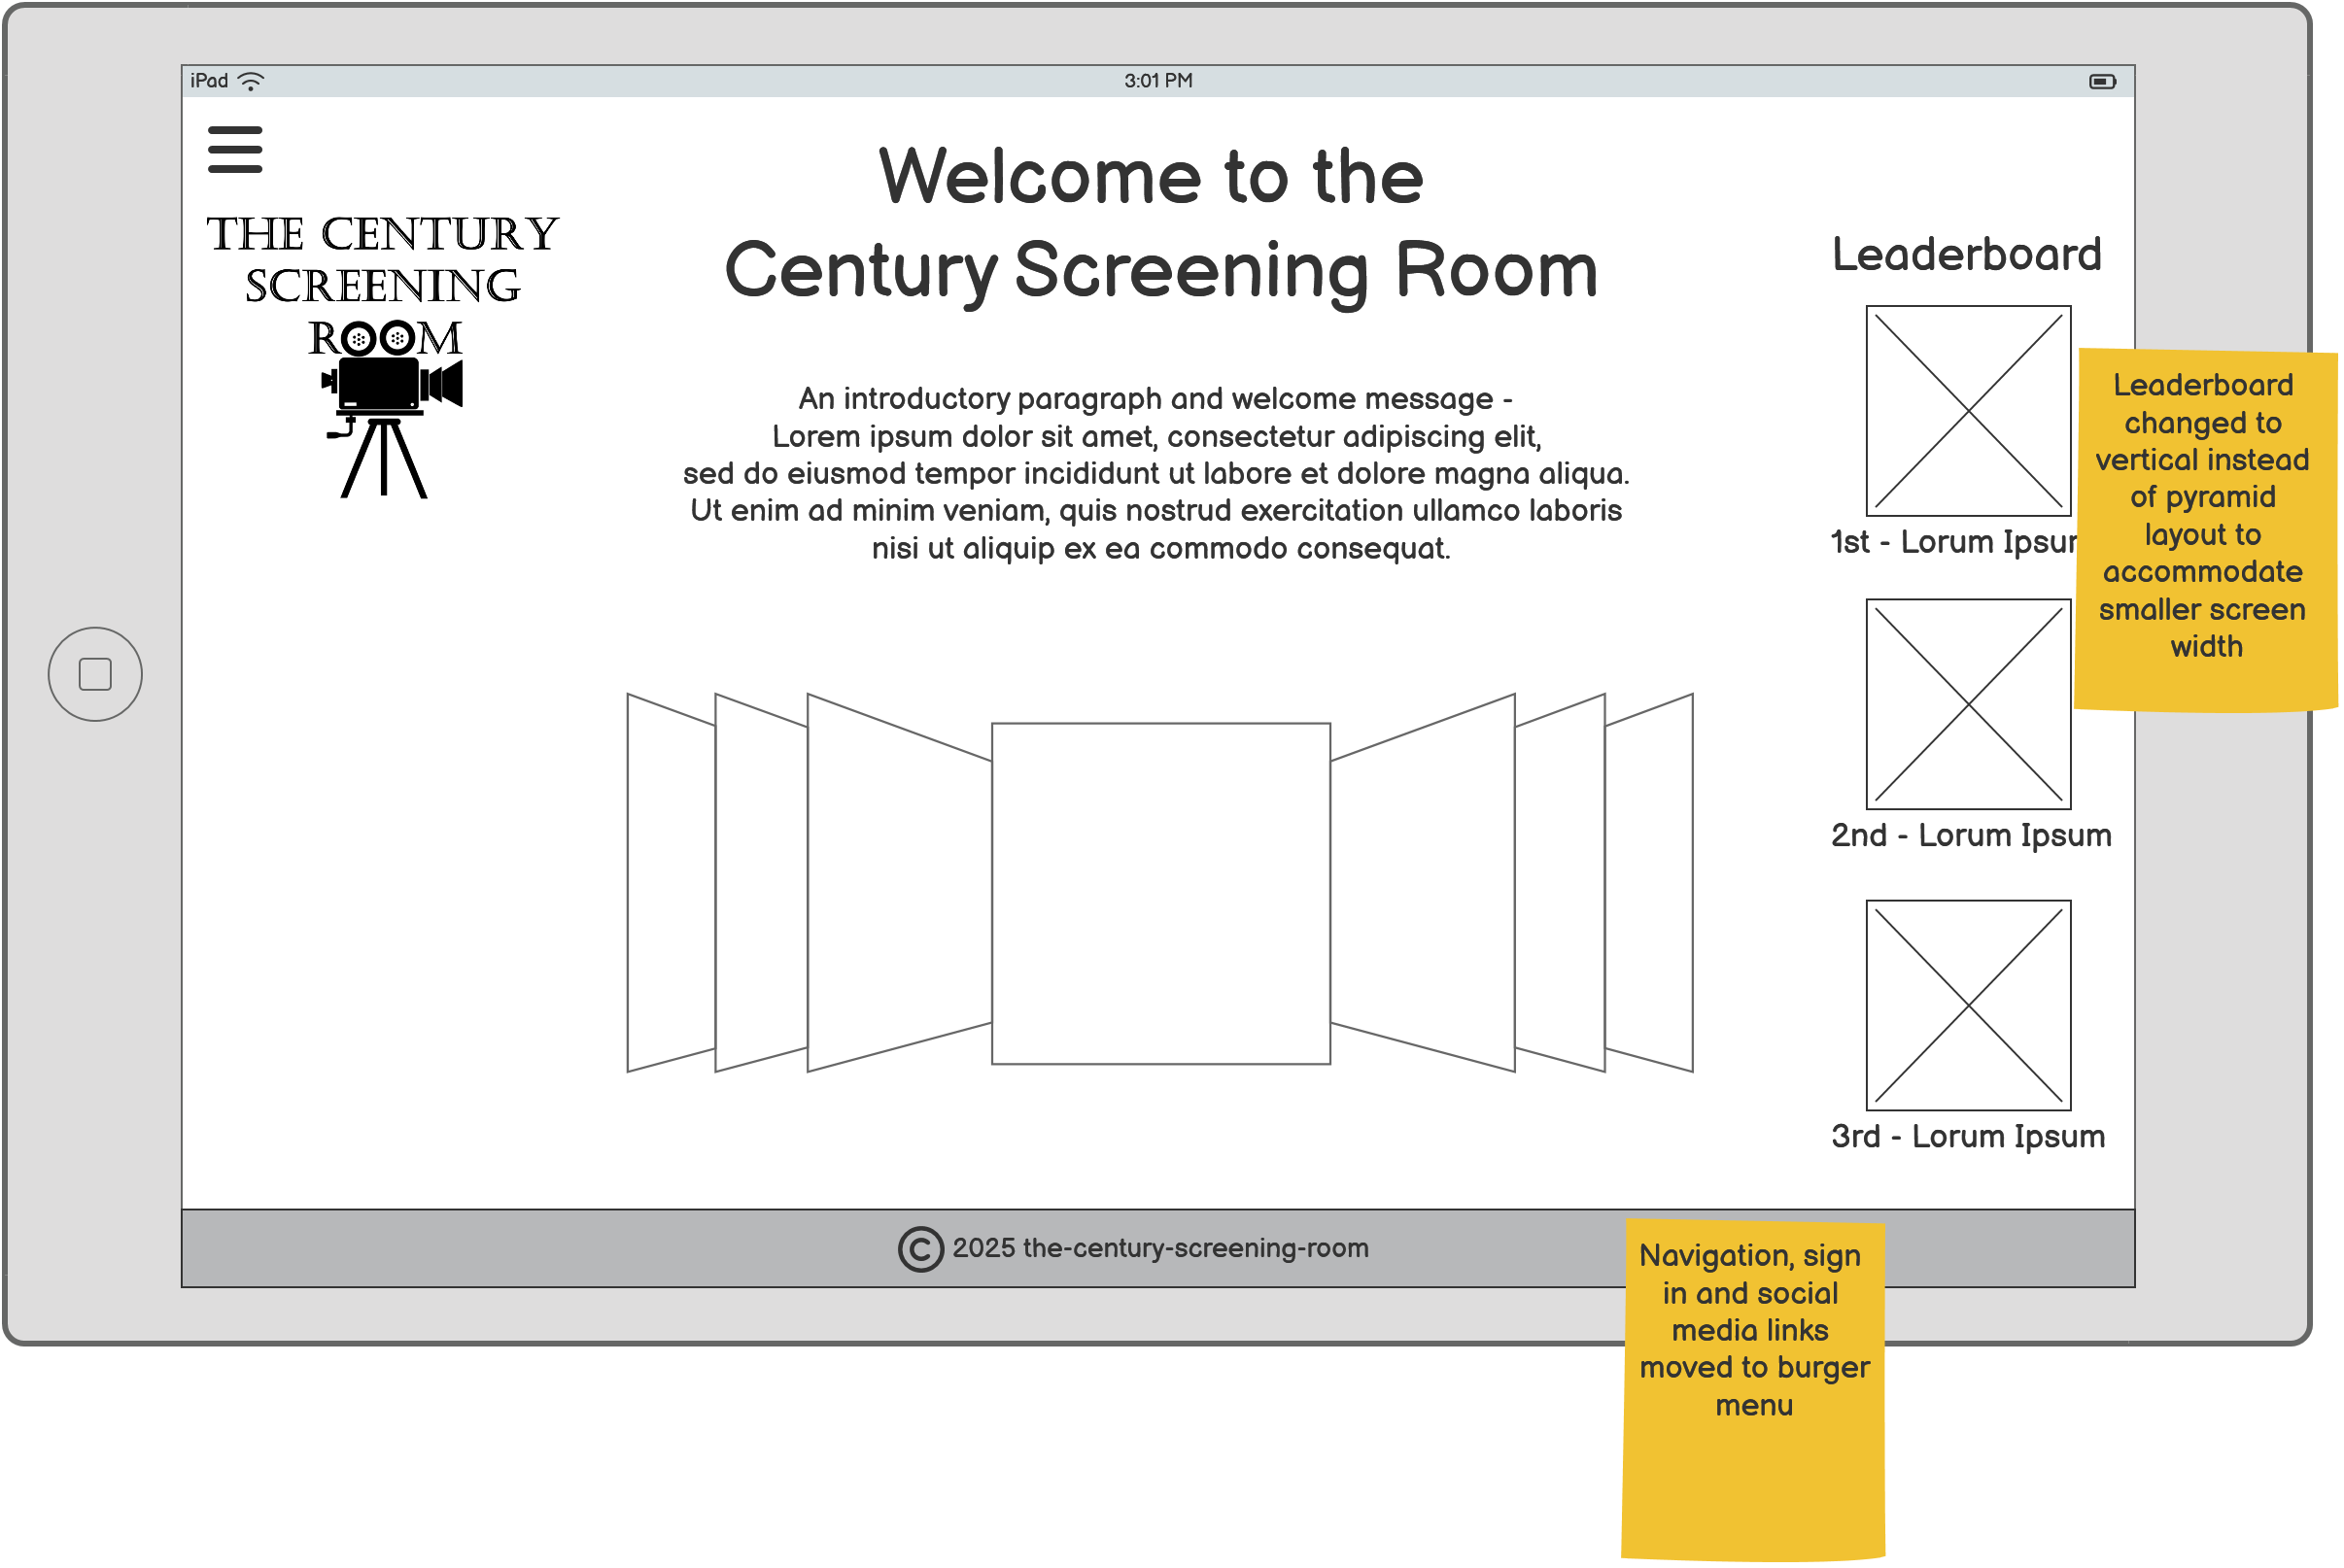 iPad
3:01 PM
THE CENTURY
SCREENING
ROOM
Welcome to the
Century Screening Room
An introductory paragraph and welcome message -
Lorem ipsum dolor sit amet, consectetur adipiscing elit,
sed do eiusmod tempor incididunt ut labore et dolore magna aliqua.
Ut enim ad minim veniam, quis nostrud exercitation ullamco laboris
nisi ut aliquip ex ea commodo consequat.
Leaderboard
1st - Lorum
2nd - Lorum Ipsum
3rd - Lorum Ipsum
Leaderboard
changed to
vertical instead
of pyramid
layout to
accommodate
smaller screen
width
© 2025 the-century-screening-room
Navigation, sign
in and social
media links
moved to burger
menu